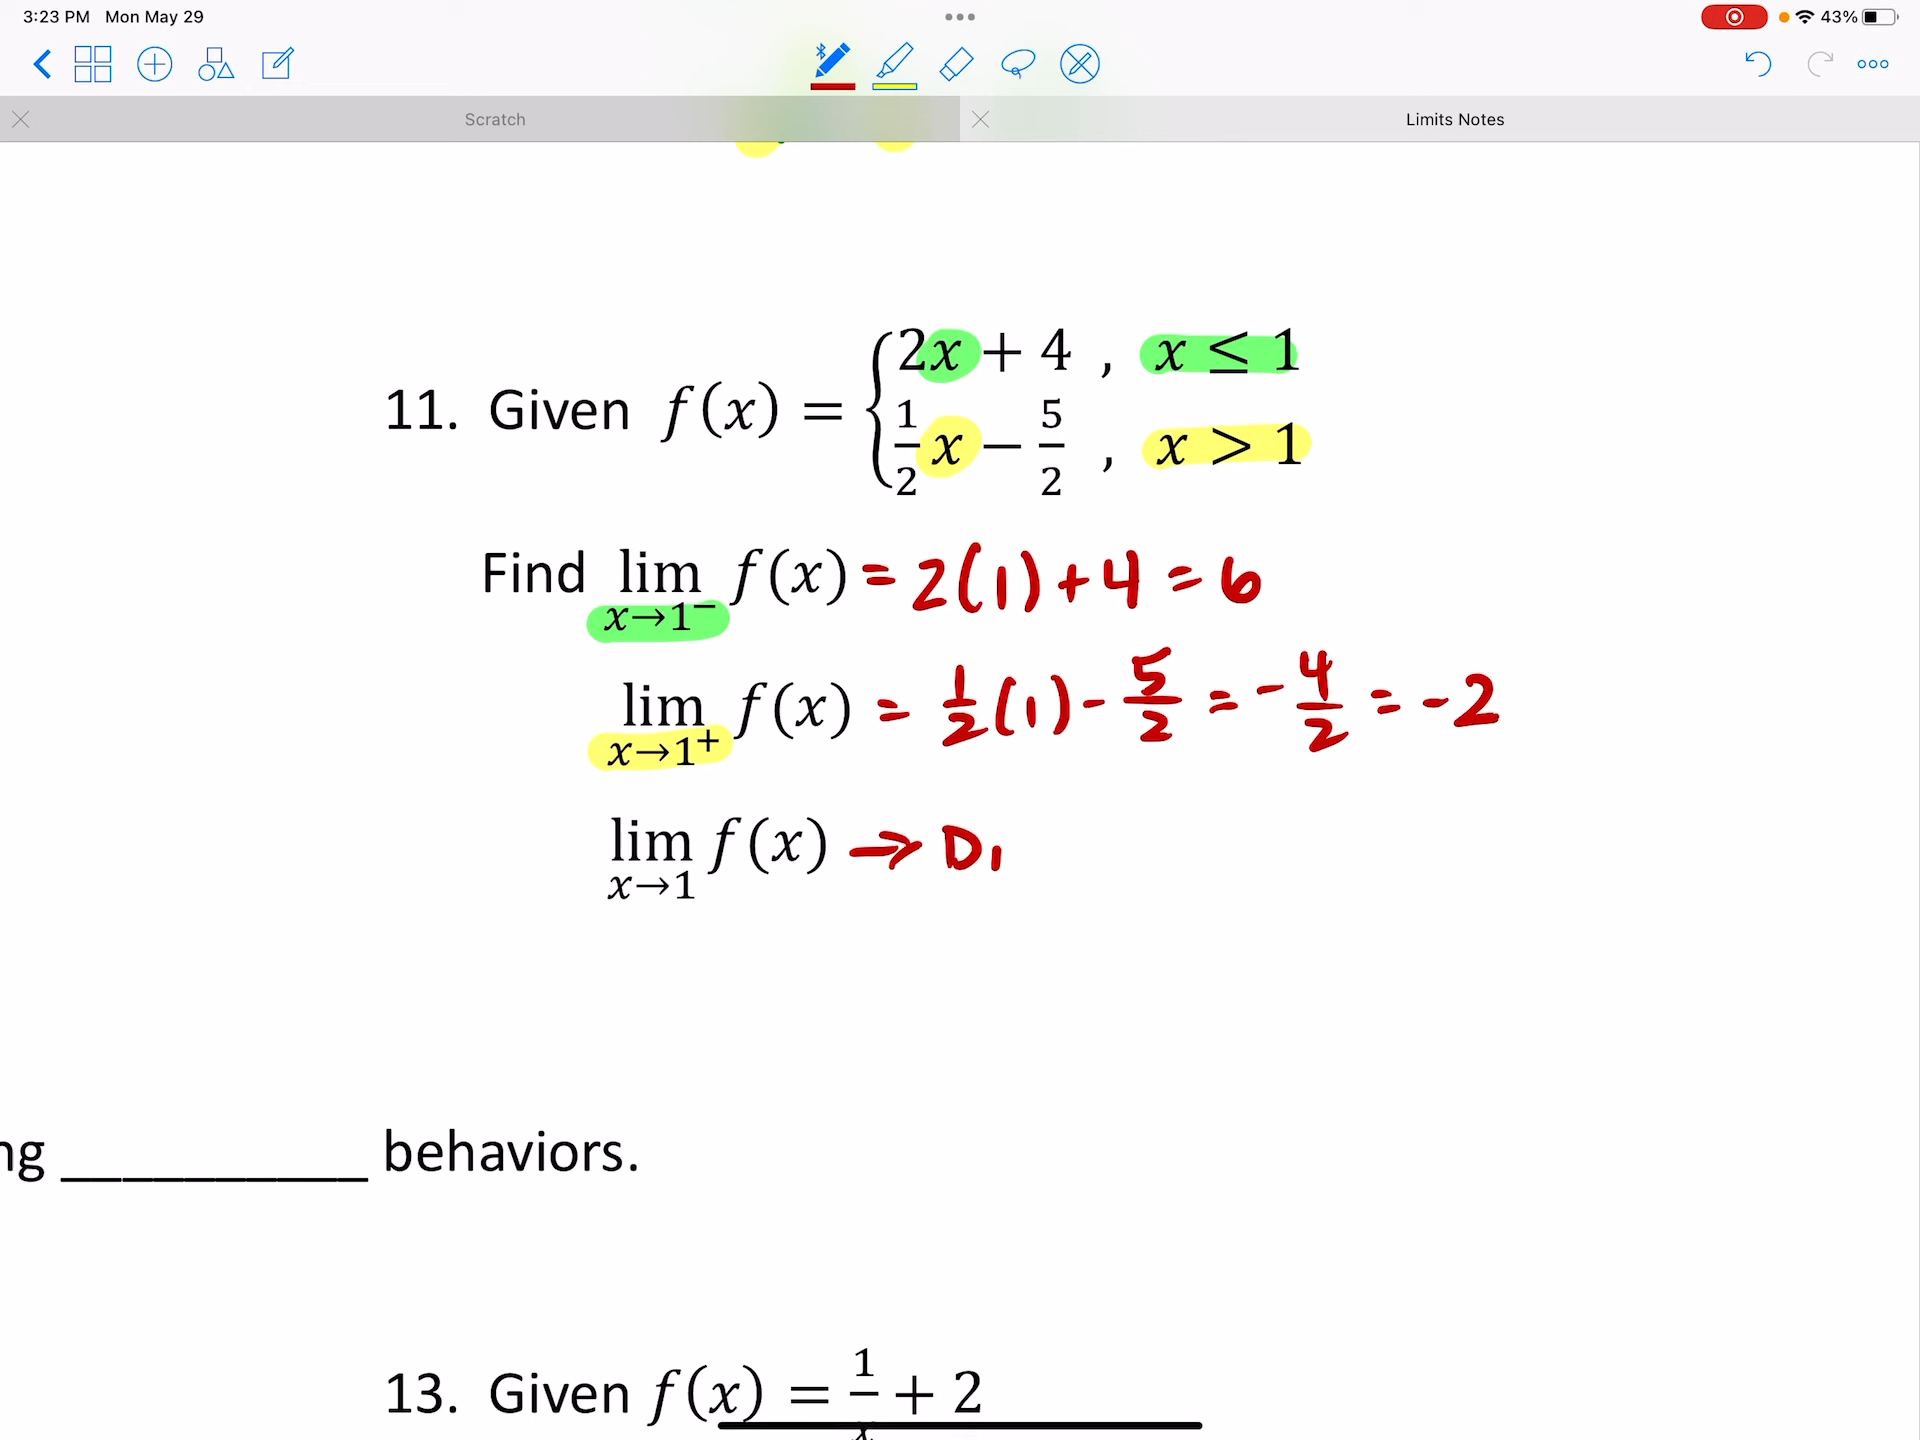 3:23 PM Mon May 29
43%
Scratch
Limits Notes
11. Given f(x) = { 2x + 4 , x ≤ 1
1/2 x − 5/2 , x > 1
Find lim x→1⁻ f(x) = 2(1) + 4 = 6
lim x→1⁺ f(x) = 1/2 (1) - 5/2 = - 4/2 = -2
lim x→1 f(x) → D
ng __________ behaviors.
13. Given f(x) = 1/x + 2